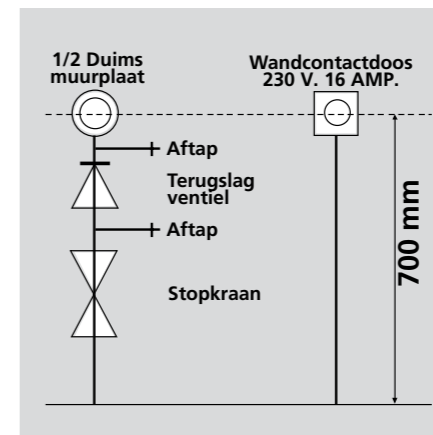 1/2 Duims
muurplaat
Wandcontactdoos
230 V. 16 AMP.
Aftap
Terugslag
ventiel
Aftap
Stopkraan
700 mm